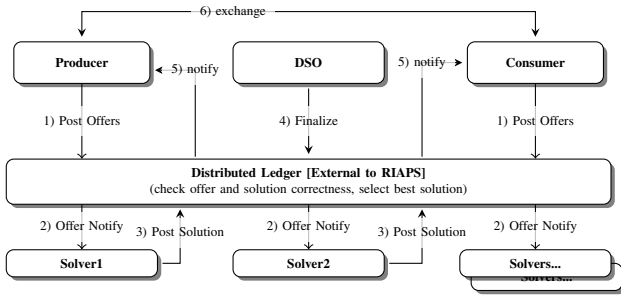 6) exchange
Producer
DSO
Consumer
5) notify
5) notify
1) Post Offers
4) Finalize
1) Post Offers
Distributed Ledger [External to RIAPS]
(check offer and solution correctness, select best solution)
2) Offer Notify
3) Post Solution
2) Offer Notify
3) Post Solution
2) Offer Notify
Solver1
Solver2
Solvers...
Solvers...